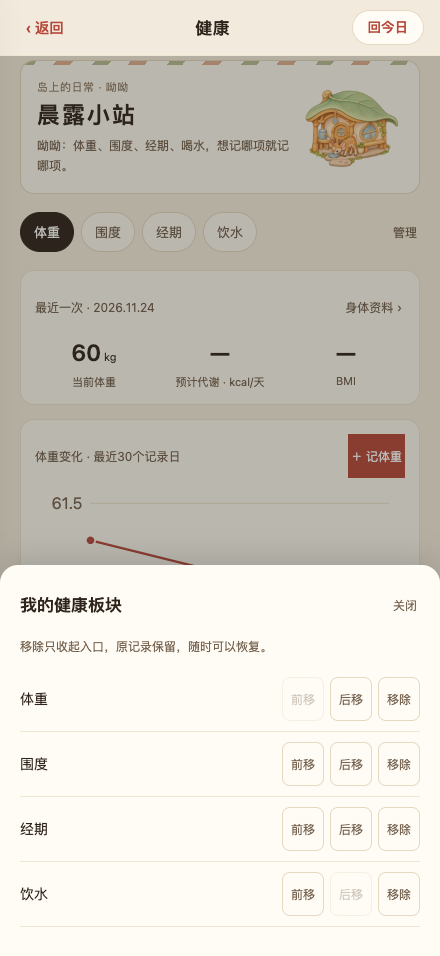 ‹ 返回
健康
回今日
岛上的日常 · 呦呦
晨露小站
呦呦：体重、围度、经期、喝水，想记哪项就记
哪项。
体重
围度
经期
饮水
管理
最近一次 · 2026.11.24
身体资料 ›
60 kg
—
—
当前体重
预计代谢 · kcal/天
BMI
体重变化 · 最近30个记录日
+ 记体重
61.5
我的健康板块
关闭
移除只收起入口，原记录保留，随时可以恢复。
体重
前移
后移
移除
围度
前移
后移
移除
经期
前移
后移
移除
饮水
前移
后移
移除